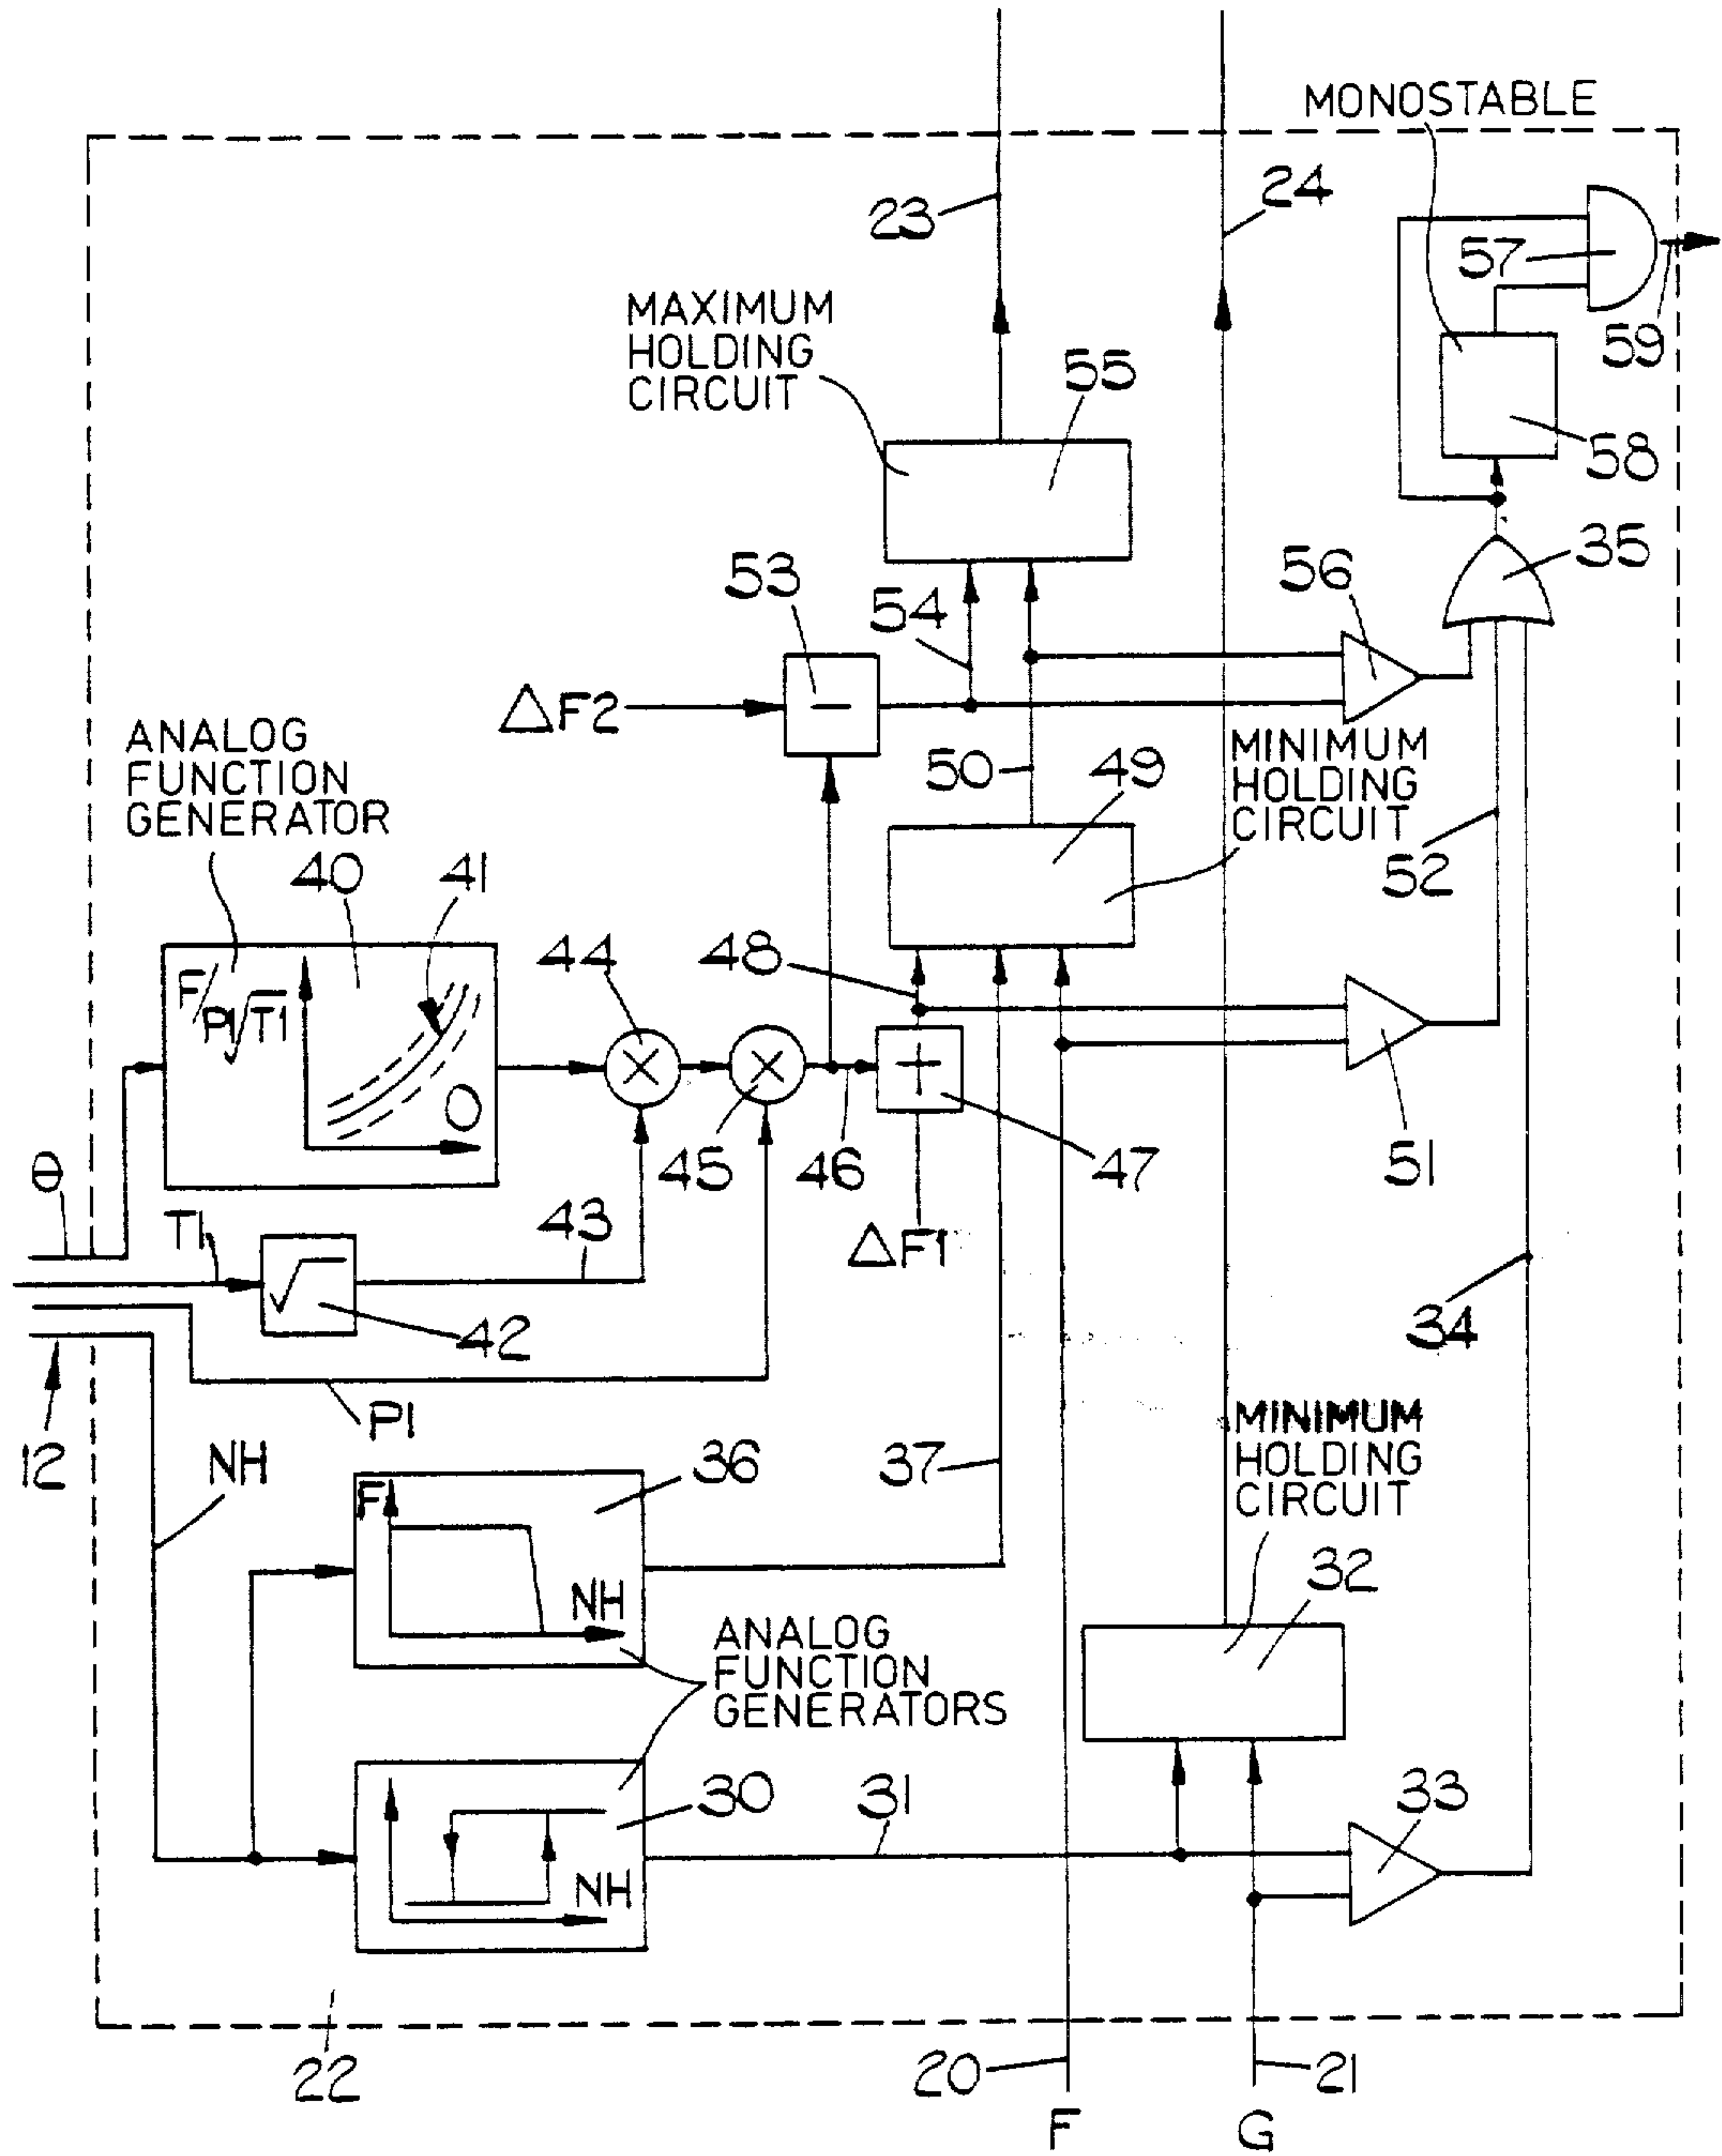 MONOSTABLE
23
24
57
59
MAXIMUM
HOLDING
CIRCUIT
55
58
53
54
56
35
ΔF2
−
ANALOG
FUNCTION
GENERATOR
50
49
MINIMUM
HOLDING
CIRCUIT
40
41
52
44
48
F/P1√T1
O
×
×
+
45
46
47
51
θ
T1
43
ΔF1
√
42
34
P1
12
NH
36
37
MINIMUM
HOLDING
CIRCUIT
F
NH
32
ANALOG
FUNCTION
GENERATORS
30
31
33
NH
22
20
21
F
G